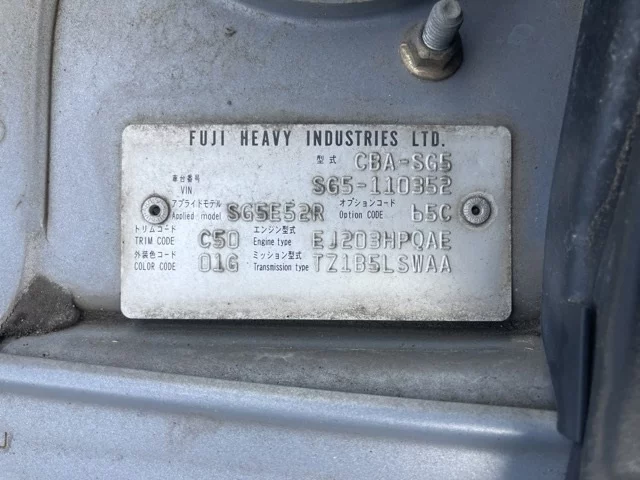 FUJI HEAVY INDUSTRIES LTD.
型式 CBA-SG5
車台番号 VIN SG5-110352
アプライドモデル Applied model SG5E52R オプションコード Option CODE b5C
トリムコード TRIM CODE C50 エンジン型式 Engine type EJ203HPQAE
外装色コード COLOR CODE 01G ミッション型式 Transmission type TZ1B5LSWAA